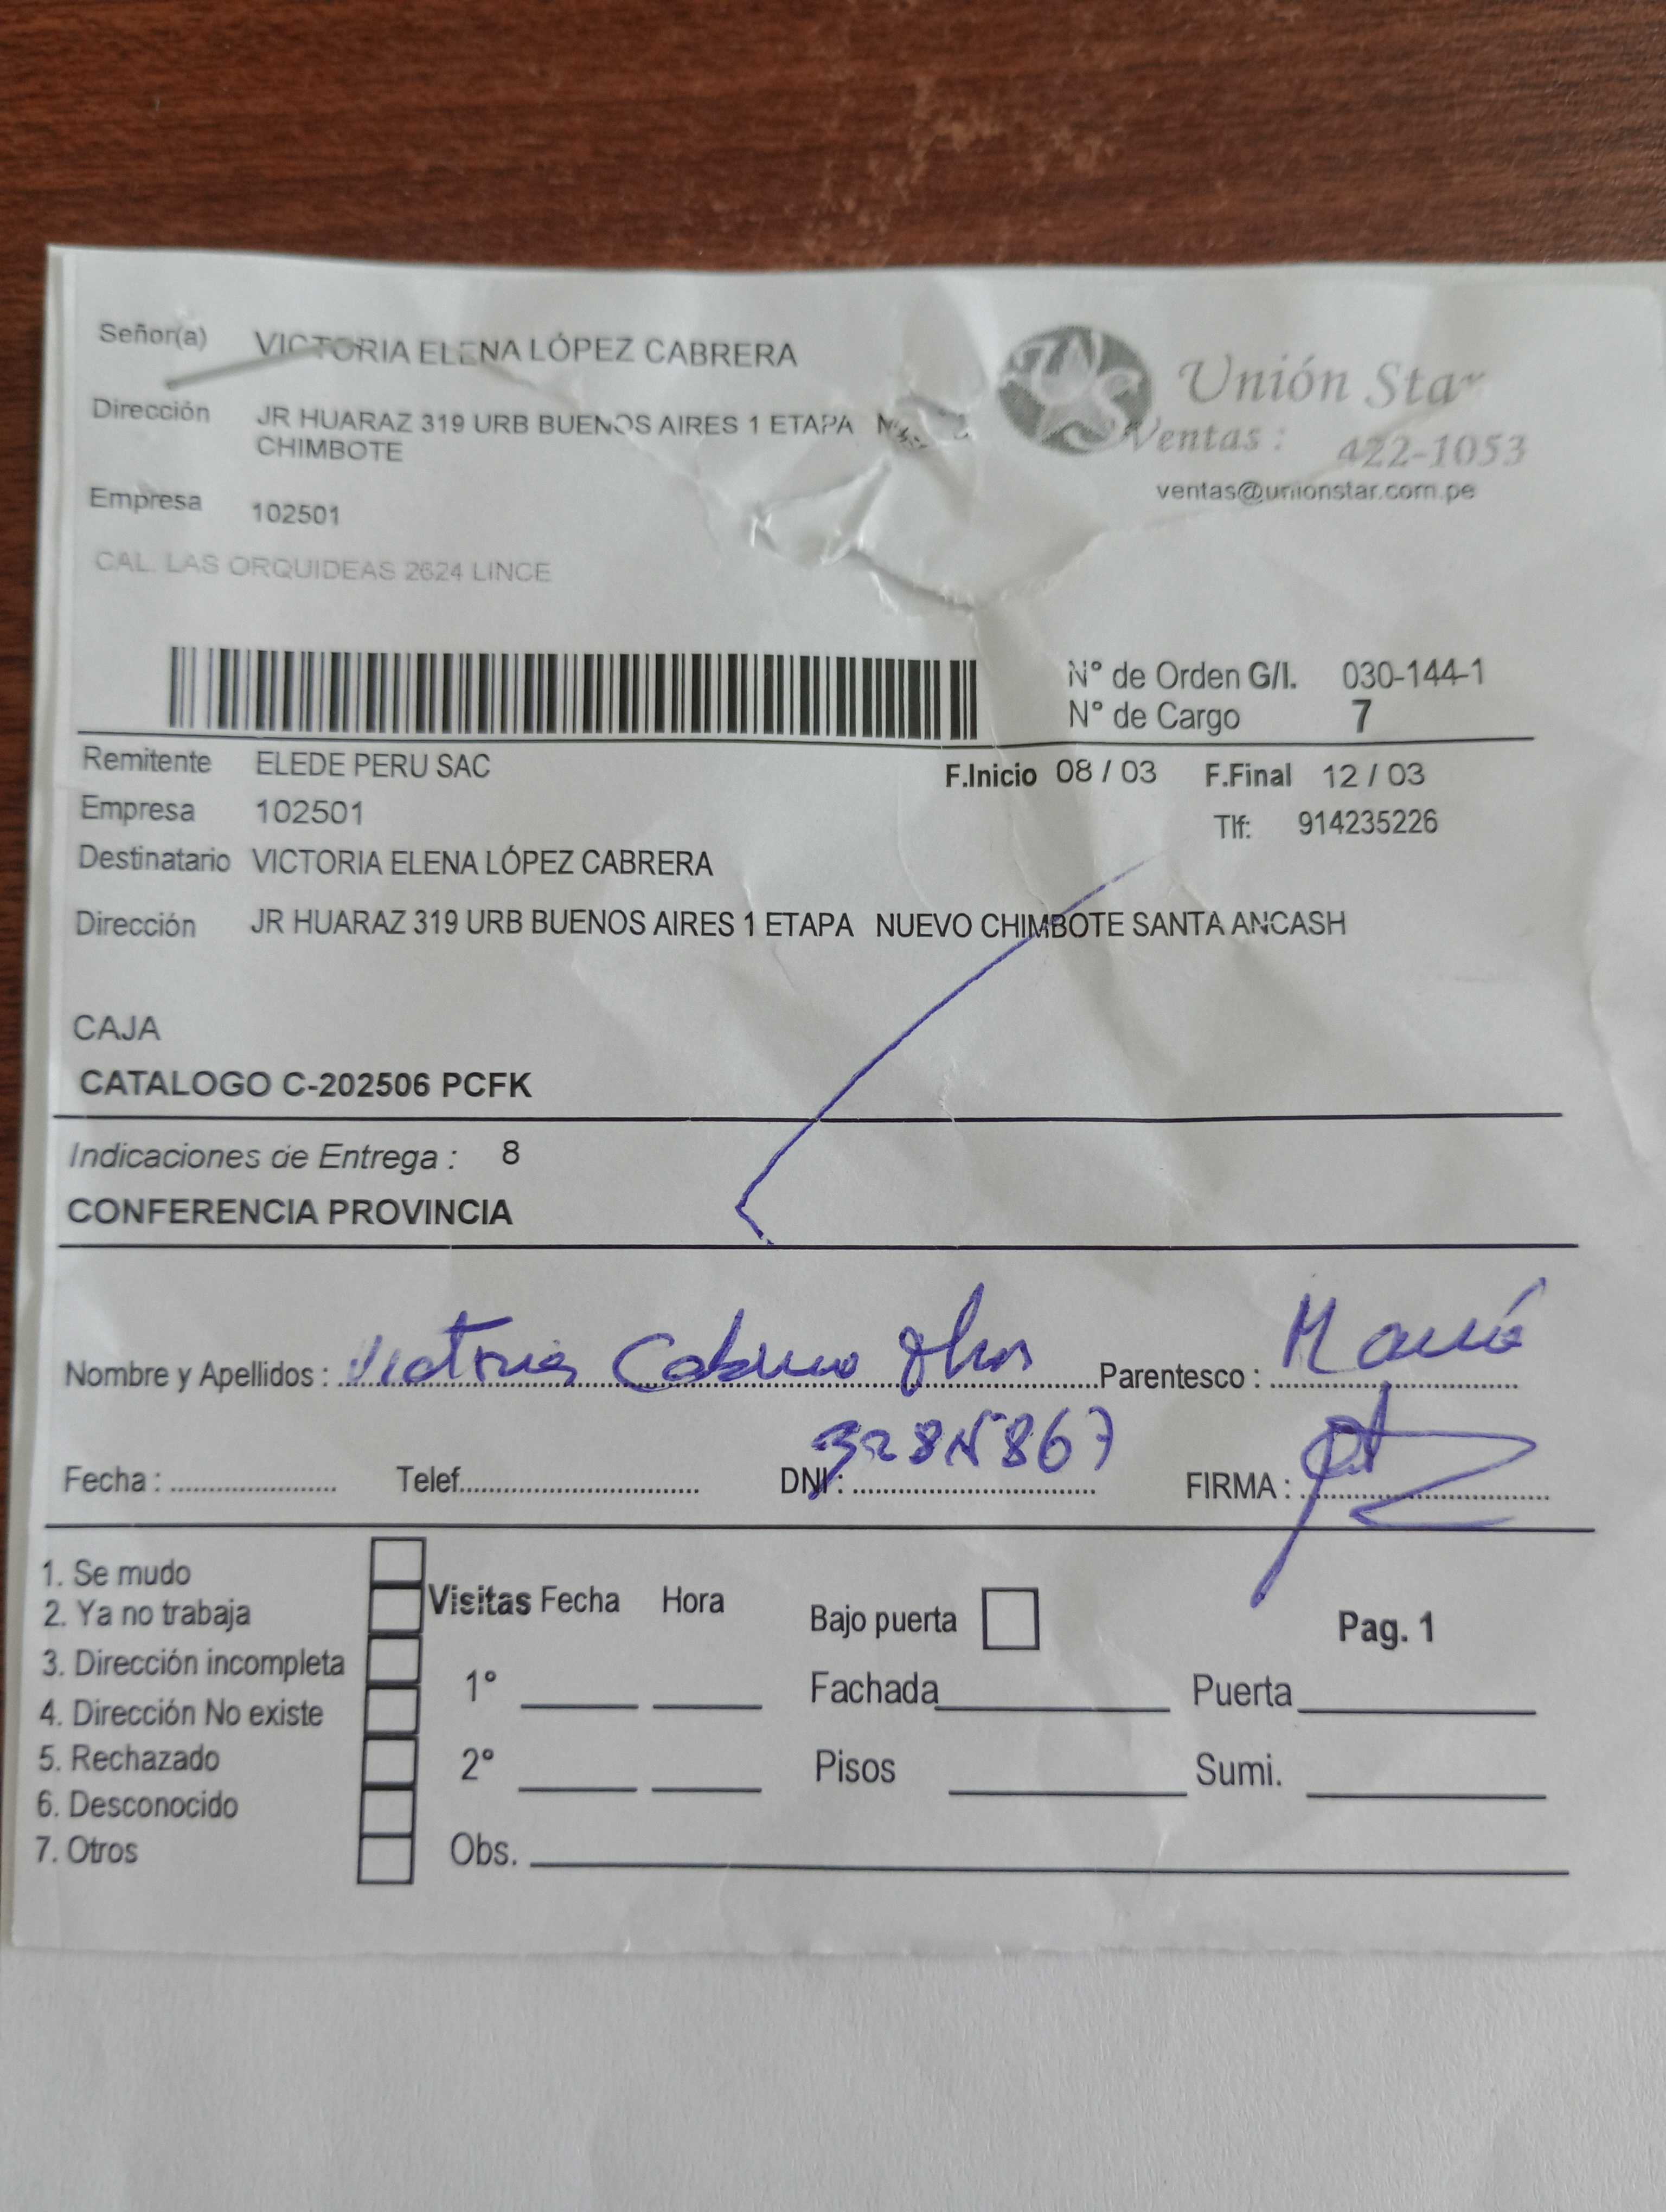 Señor(a) VICTORIA ELENA LÓPEZ CABRERA
Unión Star
Ventas : 422-1053
ventas@unionstar.com.pe
Dirección JR HUARAZ 319 URB BUENOS AIRES 1 ETAPA
CHIMBOTE
Empresa 102501
CAL. LAS ORQUIDEAS 2624 LINCE
N° de Orden G/I. 030-144-1
N° de Cargo 7
Remitente ELEDE PERU SAC
F.Inicio 08 / 03 F.Final 12 / 03
Empresa 102501
Tlf: 914235226
Destinatario VICTORIA ELENA LÓPEZ CABRERA
Dirección JR HUARAZ 319 URB BUENOS AIRES 1 ETAPA NUEVO CHIMBOTE SANTA ANCASH
CAJA
CATALOGO C-202506 PCFK
Indicaciones de Entrega : 8
CONFERENCIA PROVINCIA
Nombre y Apellidos : Victoria Cabrera Parentesco : Mamá
Fecha : Telef. DNI : FIRMA :
1. Se mudo
2. Ya no trabaja
3. Dirección incompleta
4. Dirección No existe
5. Rechazado
6. Desconocido
7. Otros
Visitas Fecha Hora
1°
2°
Obs.
Bajo puerta
Pag. 1
Fachada Puerta
Pisos Sumi.